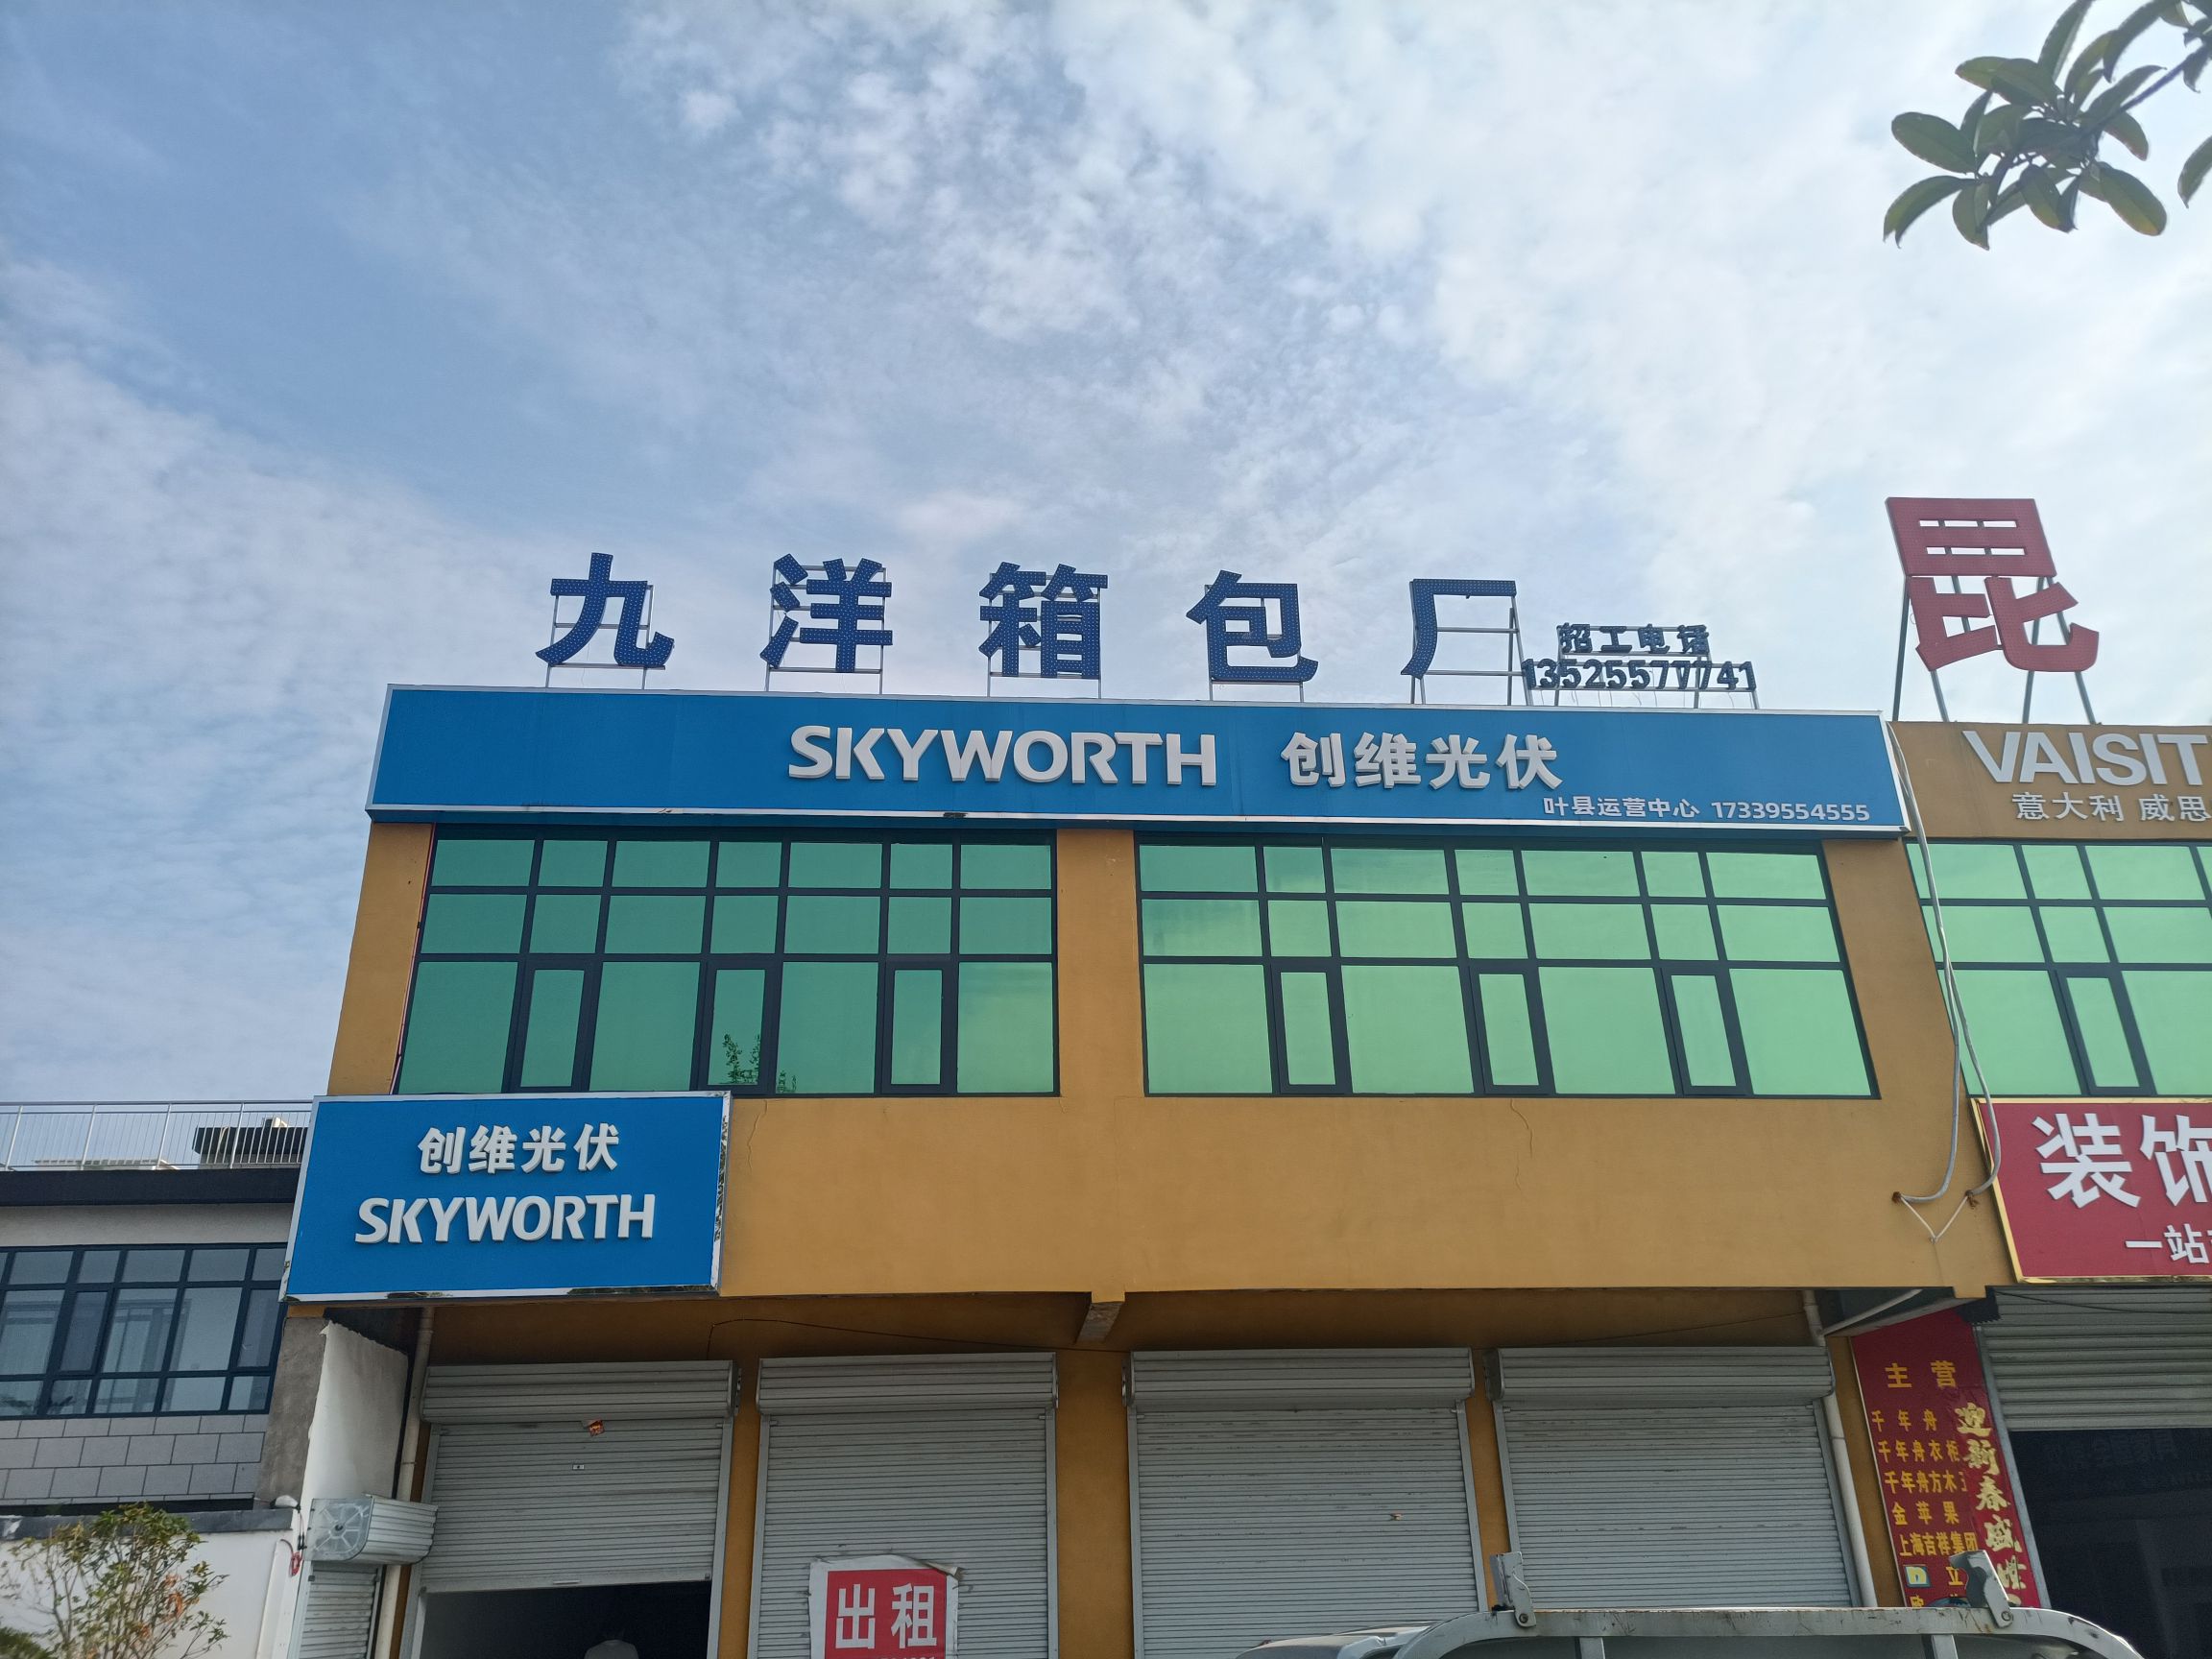 九洋箱包厂
招工电话
13525577741
昆
SKYWORTH 创维光伏
叶县运营中心 17339554555
VAISIT
意大利 威思
创维光伏
SKYWORTH
装饰
一站
出租
主营
千年舟
千年舟衣柜
千年舟方木
金苹果
上海吉祥集团
立
迎新春盛